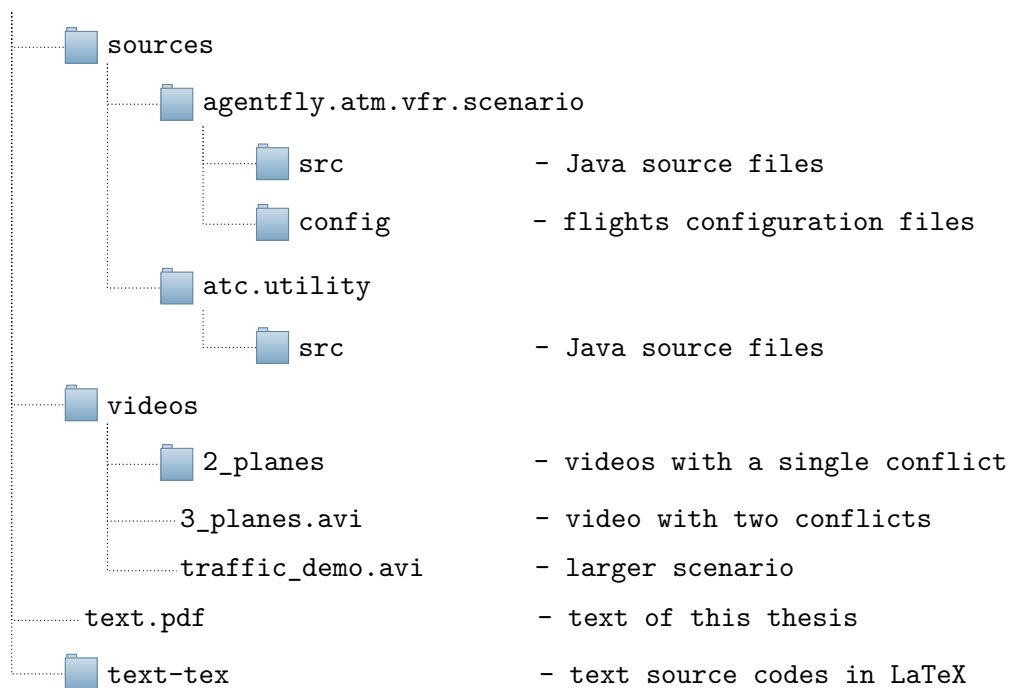 sources
agentfly.atm.vfr.scenario
src - Java source files
config - flights configuration files
atc.utility
src - Java source files
videos
2_planes - videos with a single conflict
3_planes.avi - video with two conflicts
traffic_demo.avi - larger scenario
text.pdf - text of this thesis
text-tex - text source codes in LaTeX